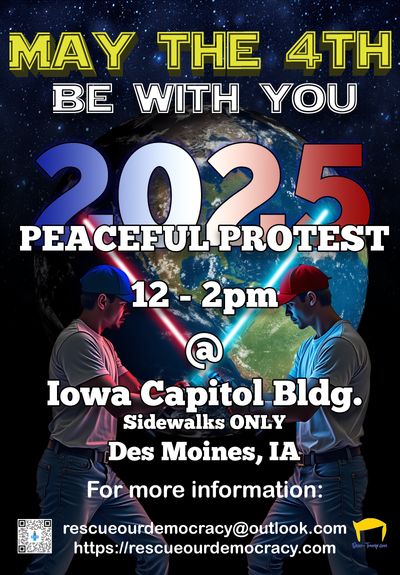 MAY THE 4TH
BE WITH YOU
2025
PEACEFUL PROTEST
12 - 2pm
@
Iowa Capitol Bldg.
Sidewalks ONLY
Des Moines, IA
For more information:
rescueourdemocracy@outlook.com
https://rescueourdemocracy.com